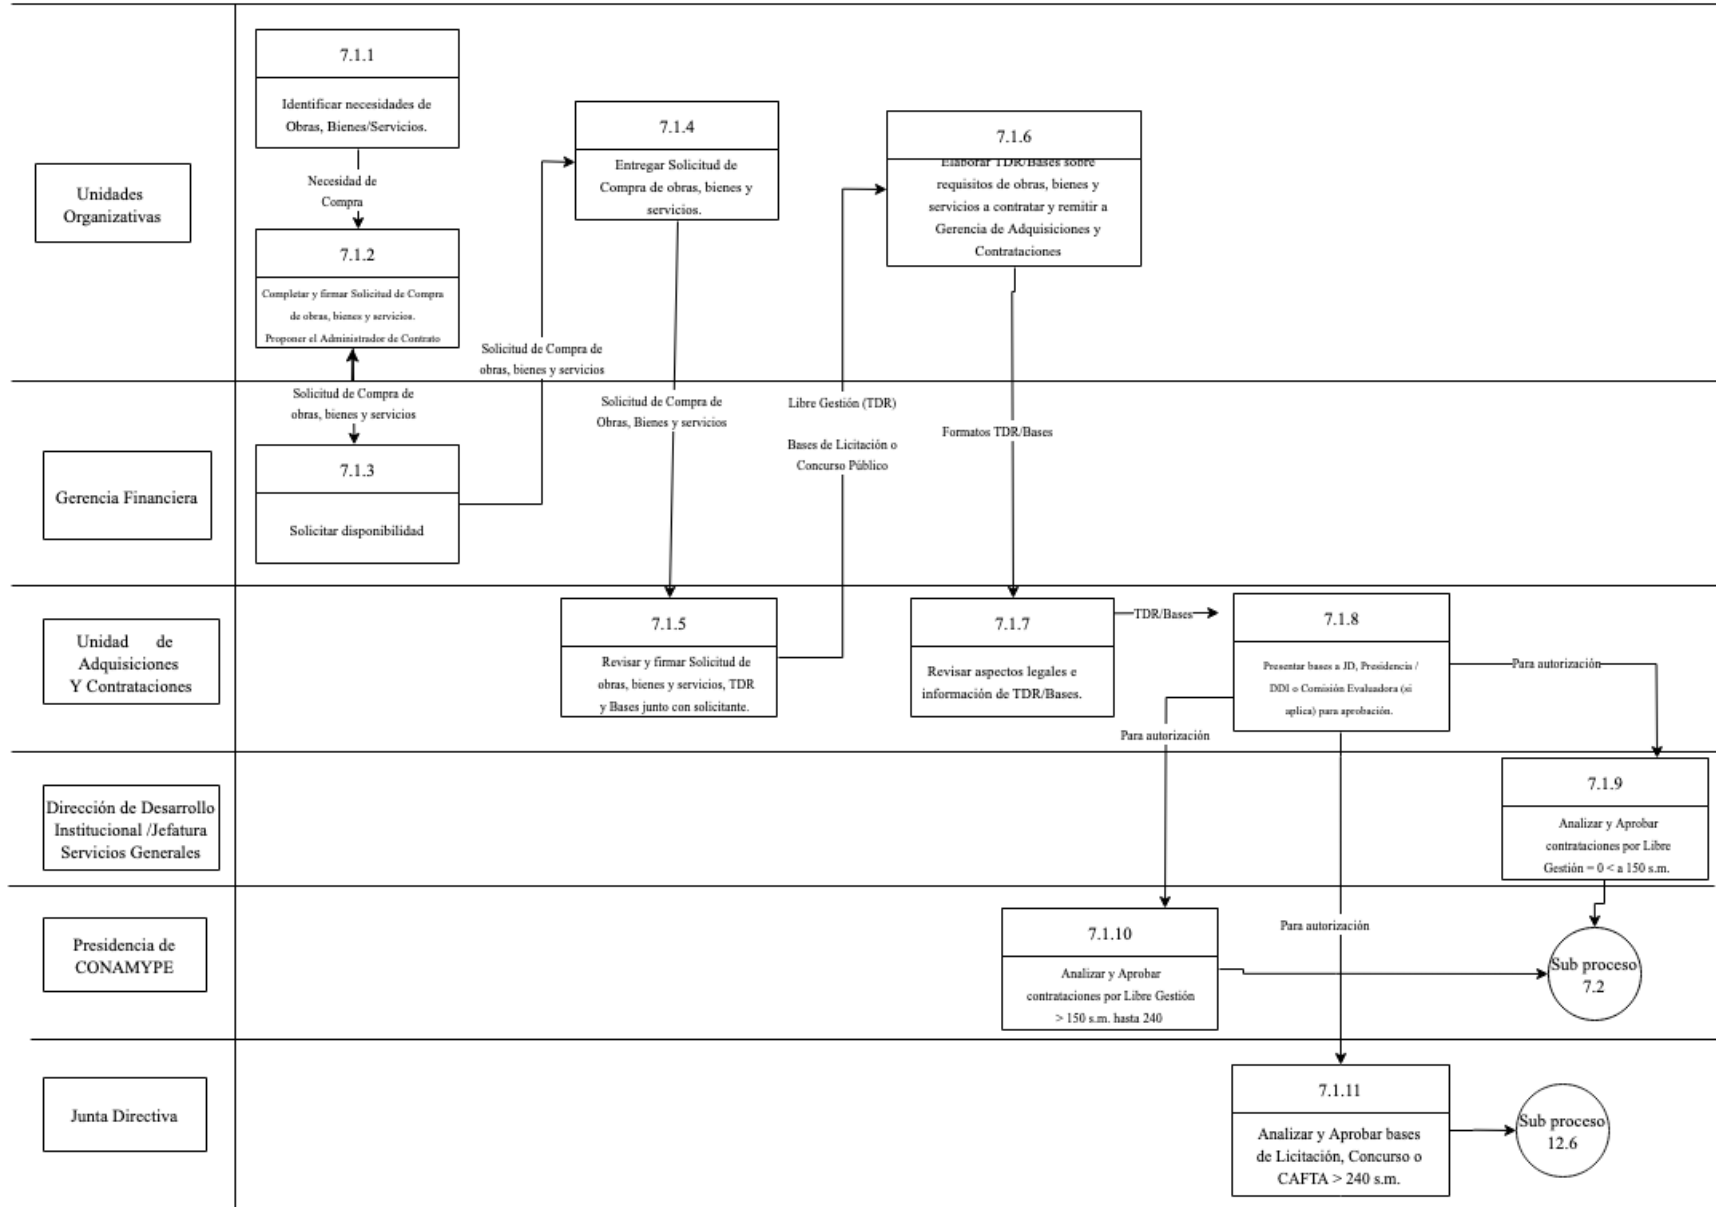 Unidades
Organizativas
7.1.1
Identificar necesidades de
Obras, Bienes/Servicios.
Necesidad de
Compra
7.1.2
Completar y firmar Solicitud de Compra
de obras, bienes y servicios.
Proponer el Administrador de Contrato
7.1.4
Entregar Solicitud de
Compra de obras, bienes y
servicios.
7.1.6
Elaborar TDR/Bases sobre
requisitos de obras, bienes y
servicios a contratar y remitir a
Gerencia de Adquisiciones y
Contrataciones
Solicitud de Compra de
obras, bienes y servicios
Gerencia Financiera
Solicitud de Compra de
obras, bienes y servicios
7.1.3
Solicitar disponibilidad
Solicitud de Compra de
Obras, Bienes y servicios
Libre Gestión (TDR)
Bases de Licitación o
Concurso Público
Formatos TDR/Bases
Unidad de
Adquisiciones
Y Contrataciones
7.1.5
Revisar y firmar Solicitud de
obras, bienes y servicios, TDR
y Bases junto con solicitante.
7.1.7
Revisar aspectos legales e
información de TDR/Bases.
TDR/Bases
7.1.8
Presentar bases a JD, Presidencia /
DDI o Comisión Evaluadora (si
aplica) para aprobación.
Para autorización
Para autorización
Dirección de Desarrollo
Institucional /Jefatura
Servicios Generales
7.1.9
Analizar y Aprobar
contrataciones por Libre
Gestión = 0 < a 150 s.m.
Presidencia de
CONAMYPE
7.1.10
Analizar y Aprobar
contrataciones por Libre Gestión
> 150 s.m. hasta 240
Para autorización
Sub proceso
7.2
Junta Directiva
7.1.11
Analizar y Aprobar bases
de Licitación, Concurso o
CAFTA > 240 s.m.
Sub proceso
12.6